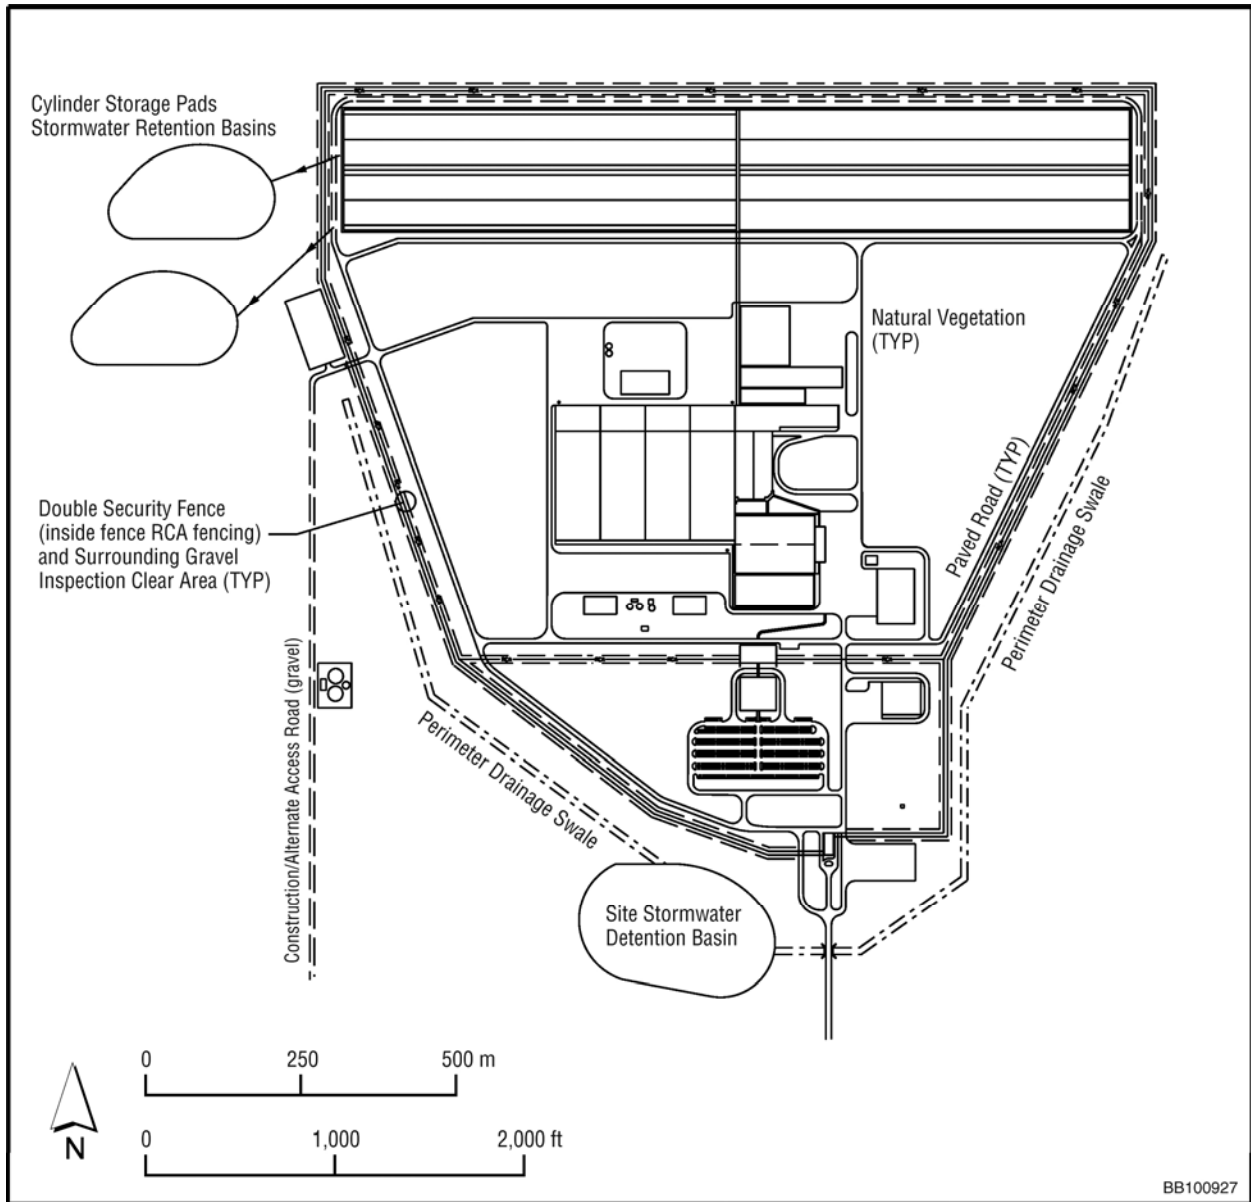 Cylinder Storage Pads
Stormwater Retention Basins
Natural Vegetation
(TYP)
Double Security Fence
(inside fence RCA fencing)
and Surrounding Gravel
Inspection Clear Area (TYP)
Paved Road (TYP)
Perimeter Drainage Swale
Construction/Alternate Access Road (gravel)
Perimeter Drainage Swale
Site Stormwater
Detention Basin
0 250 500 m
0 1,000 2,000 ft
N
BB100927